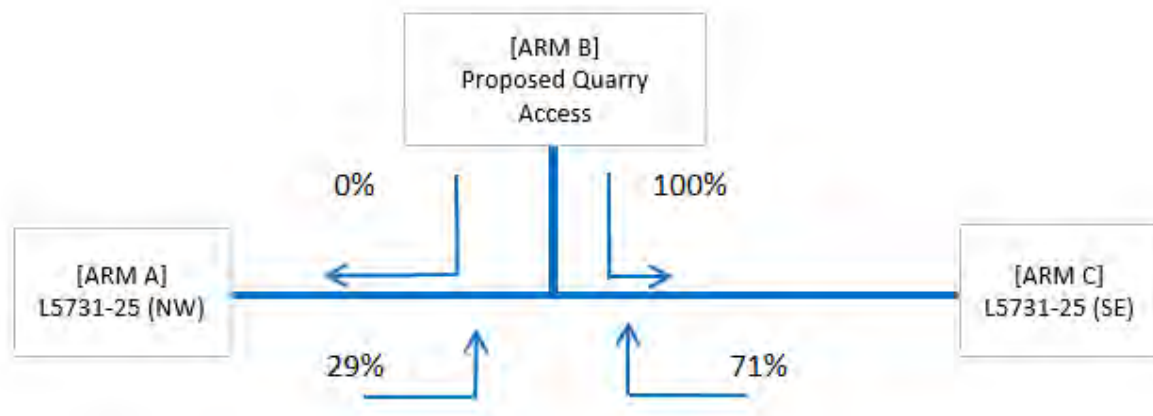 [ARM B]
Proposed Quarry
Access
0%
100%
[ARM A]
L5731-25 (NW)
[ARM C]
L5731-25 (SE)
29%
71%